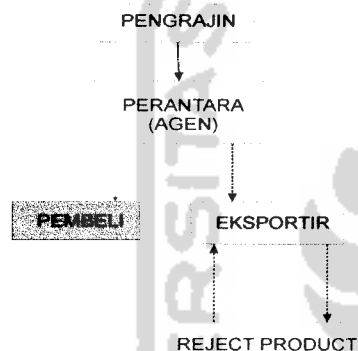 PENGRAJIN
PERANTARA
(AGEN)
PEMBELI
EKSPORTIR
REJECT PRODUCT